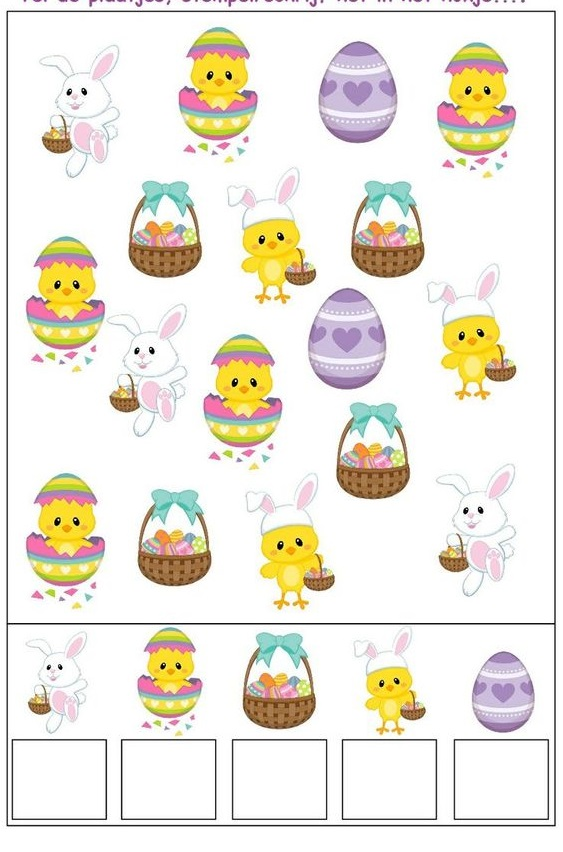 Tel de plaatjes, stempel/schrijf het in het hokje....